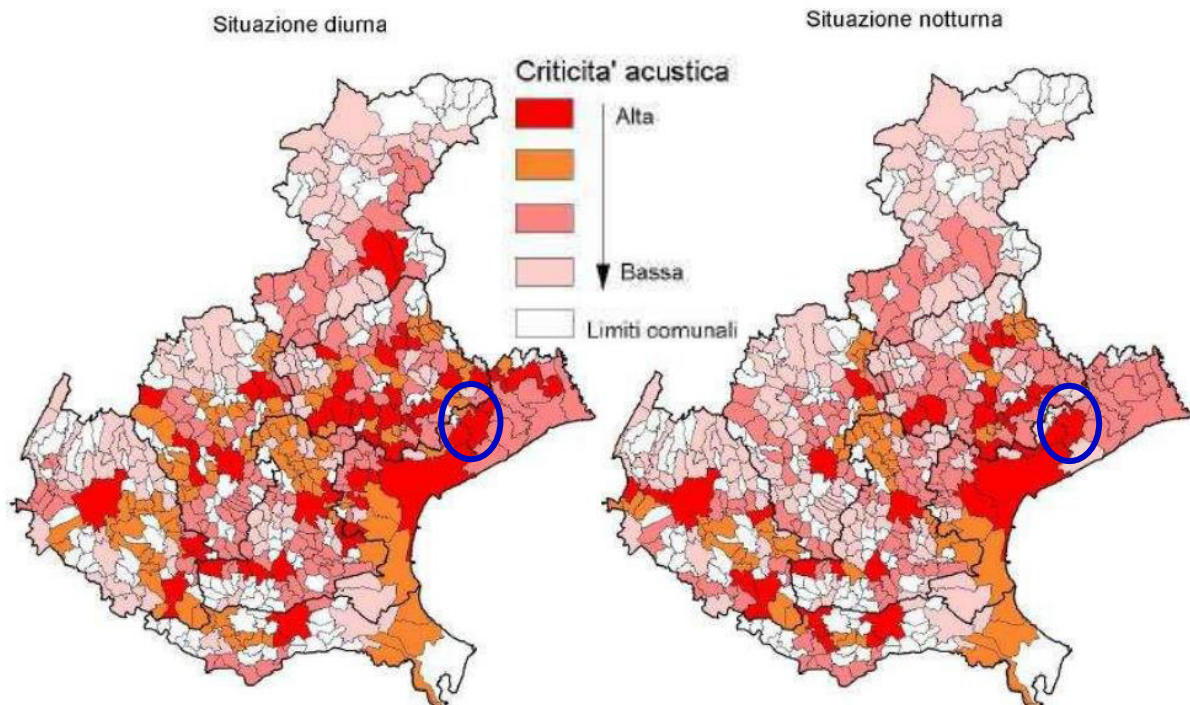 Situazione diurna
Situazione notturna
Criticita' acustica
Alta
Bassa
Limiti comunali